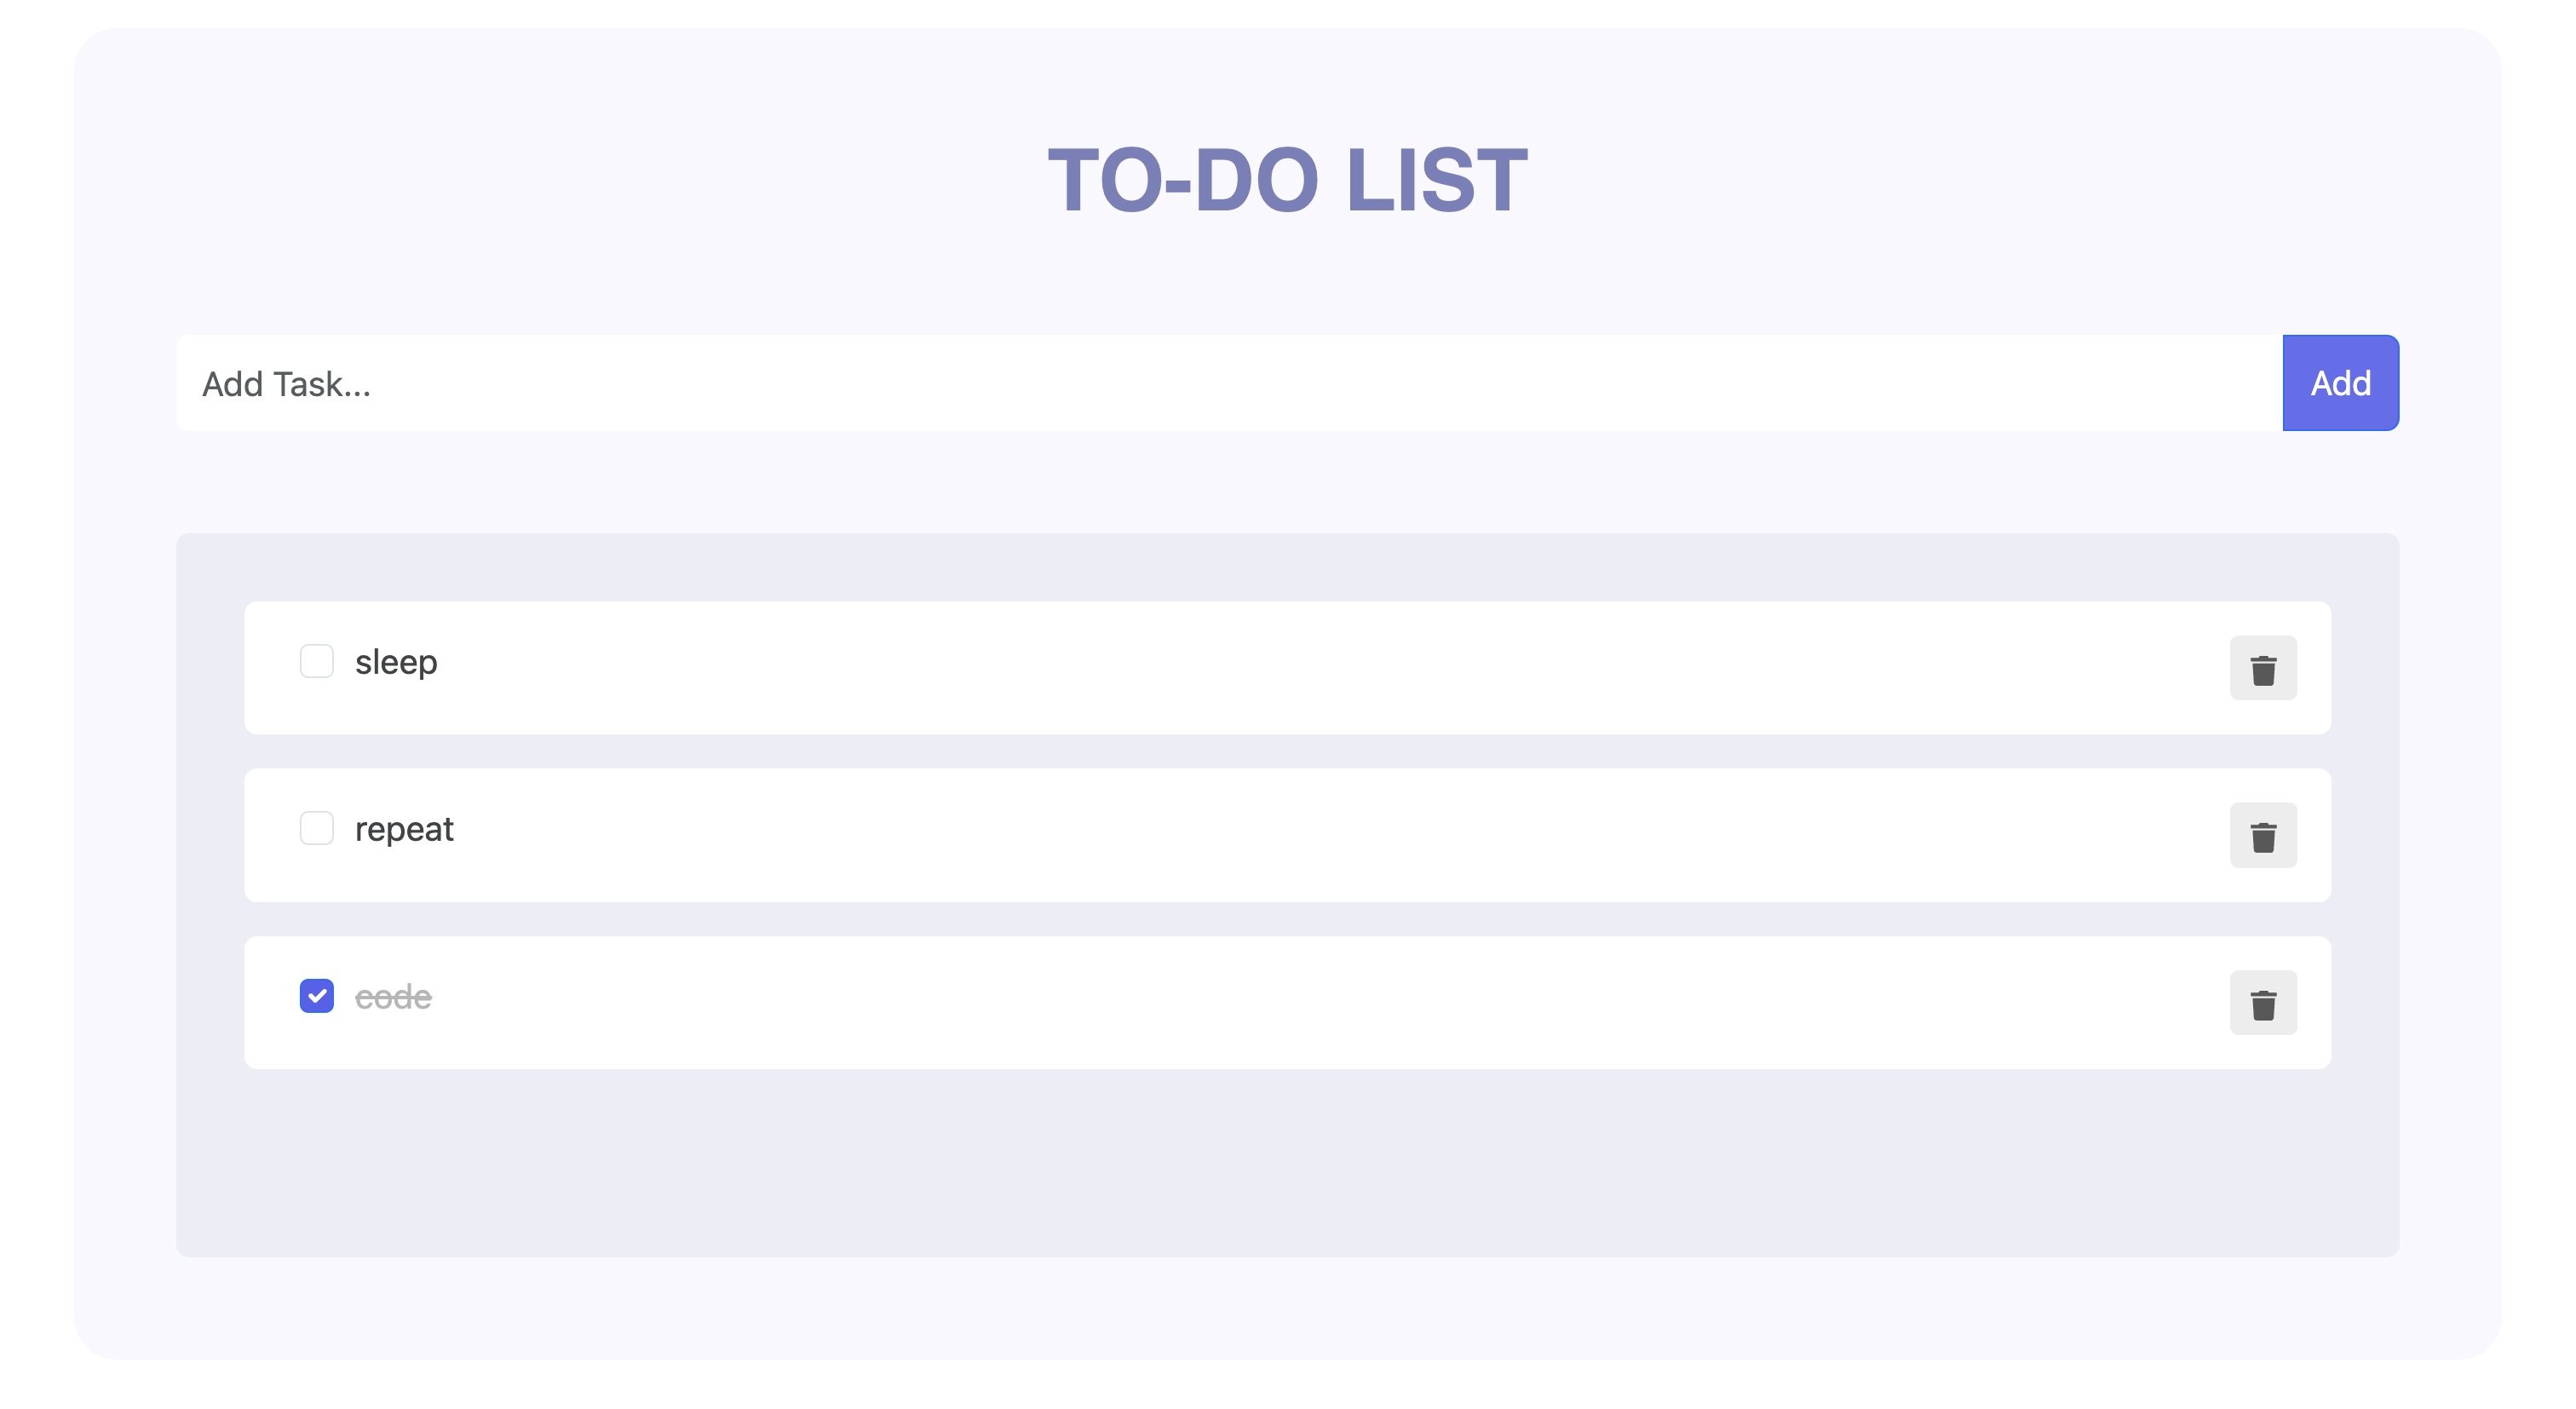 TO-DO LIST
Add Task...
Add
sleep
repeat
code